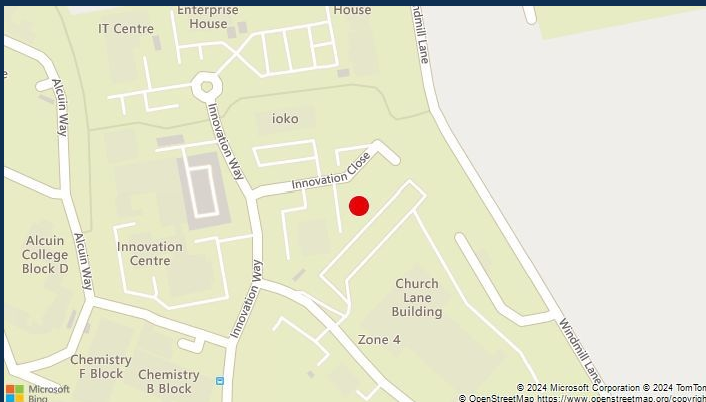 Enterprise
House
House
IT Centre
Windmill Lane
Alcuin Way
Innovation Way
ioko
Innovation Close
Alcuin
College
Block D
Alcuin Way
Innovation
Centre
Innovation Way
Church
Lane
Building
Zone 4
Windmill Lane
Chemistry
F Block
Chemistry
B Block
Microsoft
Bing
© 2024 Microsoft Corporation © 2024 TomTom
© OpenStreetMap https://www.openstreetmap.org/copyrigh